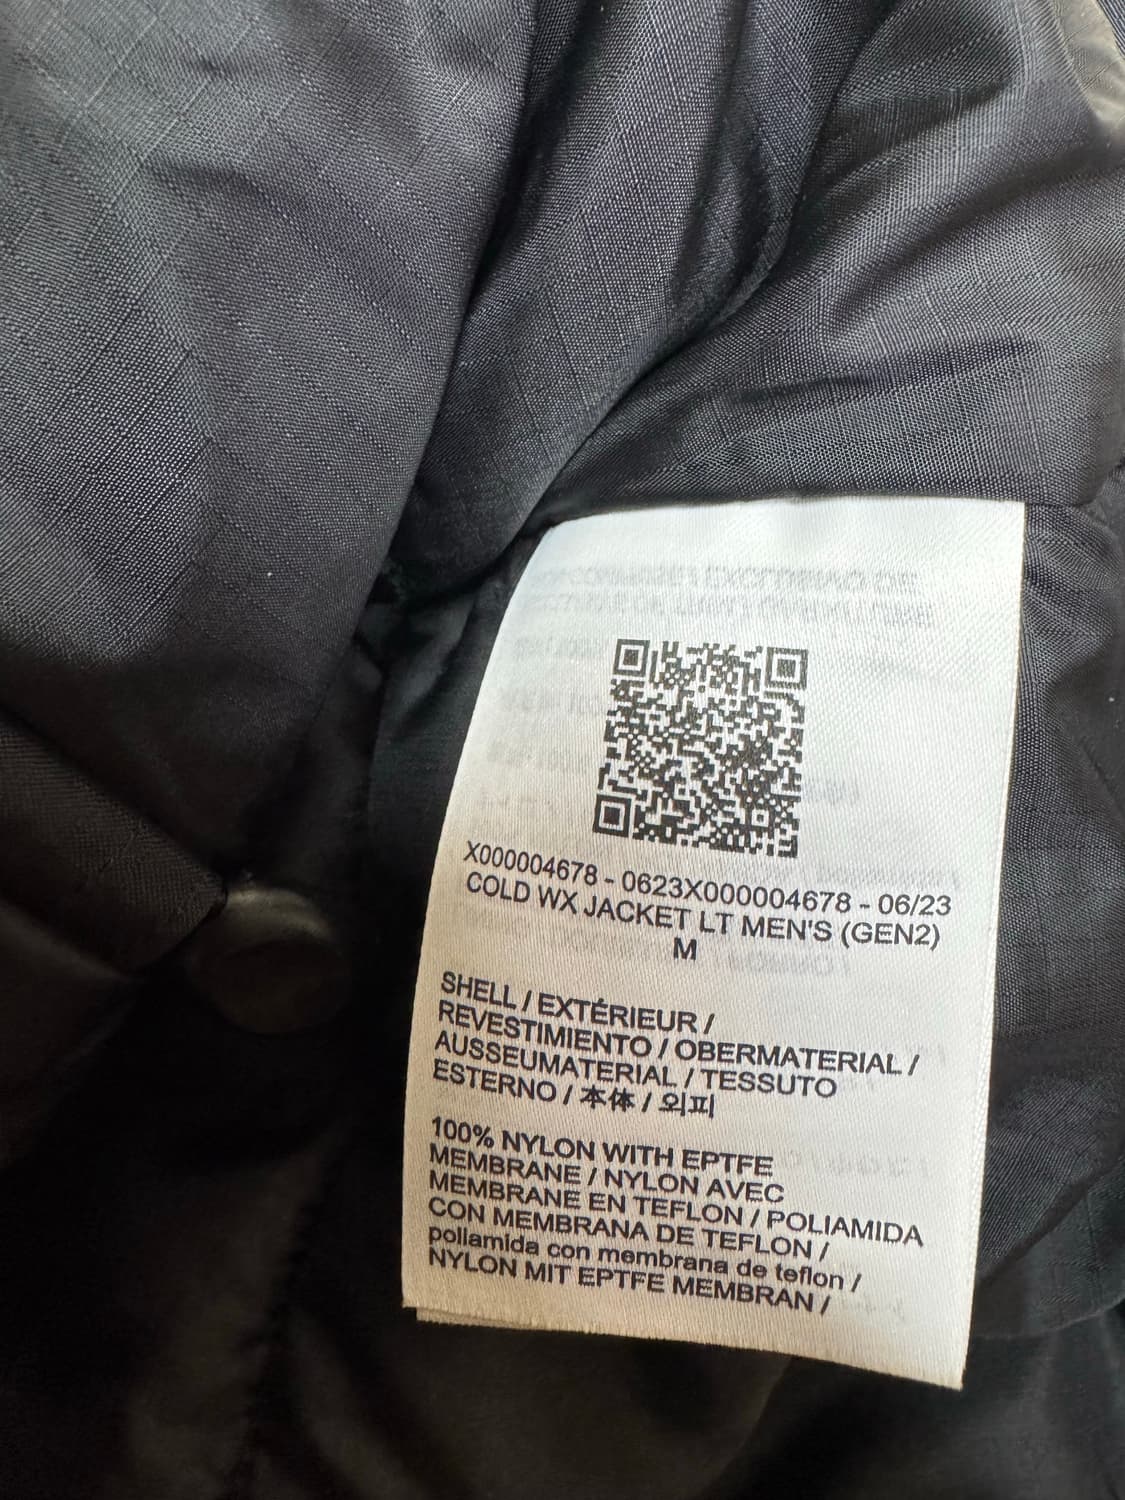 X000004678 - 0623X000004678 - 06/23
COLD WX JACKET LT MEN'S (GEN2)
M
SHELL / EXTÉRIEUR /
REVESTIMIENTO / OBERMATERIAL /
AUSSEUMATERIAL / TESSUTO
ESTERNO / 本体 / 외피
100% NYLON WITH EPTFE
MEMBRANE / NYLON AVEC
MEMBRANE EN TEFLON / POLIAMIDA
CON MEMBRANA DE TEFLON /
poliamida con membrana de teflon /
NYLON MIT EPTFE MEMBRAN /